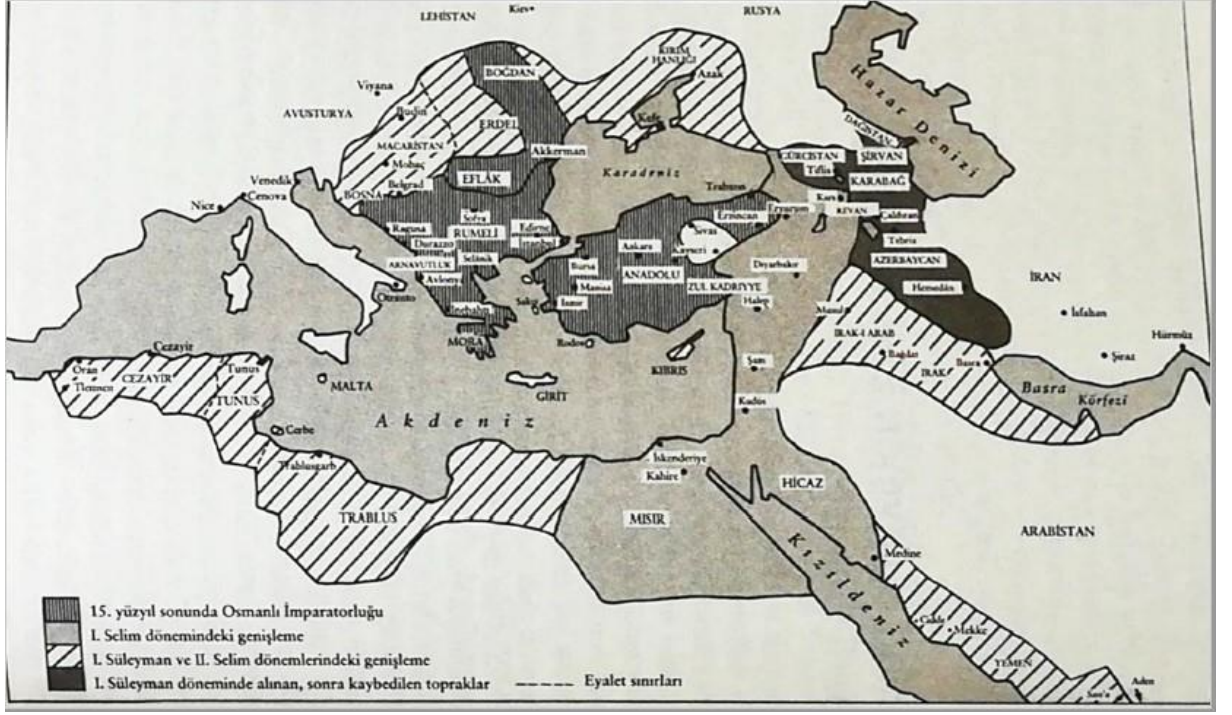 LEHİSTAN
Kiev
RUSYA
KIRIM
HANLIĞI
BOĞDAN
Azak
Viyana
AVUSTURYA
Budin
ERDEL
Kefe
Hazar Denizi
DAĞISTAN
MACARİSTAN
Mohaç
Akkerman
GÜRCİSTAN
ŞİRVAN
Tiflis
KARABAĞ
Venedik
Cenova
BOSNA
Belgrad
EFLÂK
Karadeniz
Trabzon
Kars
REVAN
Nice
Ragusa
Sofya
RUMELİ
Edirne
İstanbul
Erzincan
Erzurum
Çaldıran
Durazzo
Sivas
Tebriz
ARNAVUTLUK
Selânik
Ankara
Kayseri
AZERBAYCAN
Avlonya
Bursa
ANADOLU
Diyarbakır
İRAN
Otranto
Manisa
ZUL KADRIYYE
Hemedân
Sakız
İzmir
Halep
İnebahtı
İsfahan
MORA
Rodos
Musul
IRAK-I ARAB
Hürmüz
Cezayir
Bağdat
Oran
CEZAYİR
Tunus
KIBRIS
Şam
IRAK
Basra
Şiraz
Tlemsen
MALTA
GİRİT
Basra
Körfezi
TUNUS
Kudüs
Cerbe
Akdeniz
Trablusgarb
İskenderiye
Kahire
HİCAZ
TRABLUS
MISIR
ARABİSTAN
Kızıldeniz
Medine
Cidde
Mekke
YEMEN
San'a
Aden
15. yüzyıl sonunda Osmanlı İmparatorluğu
I. Selim dönemindeki genişleme
I. Süleyman ve II. Selim dönemlerindeki genişleme
I. Süleyman döneminde alınan, sonra kaybedilen topraklar
Eyalet sınırları